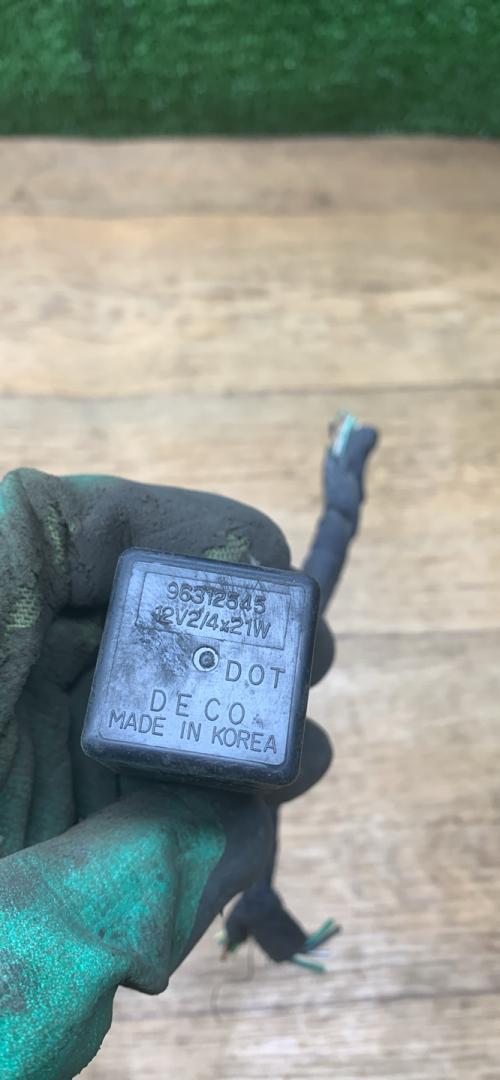 96312545
12V2/4x21W
DOT
DECO
MADE IN KOREA